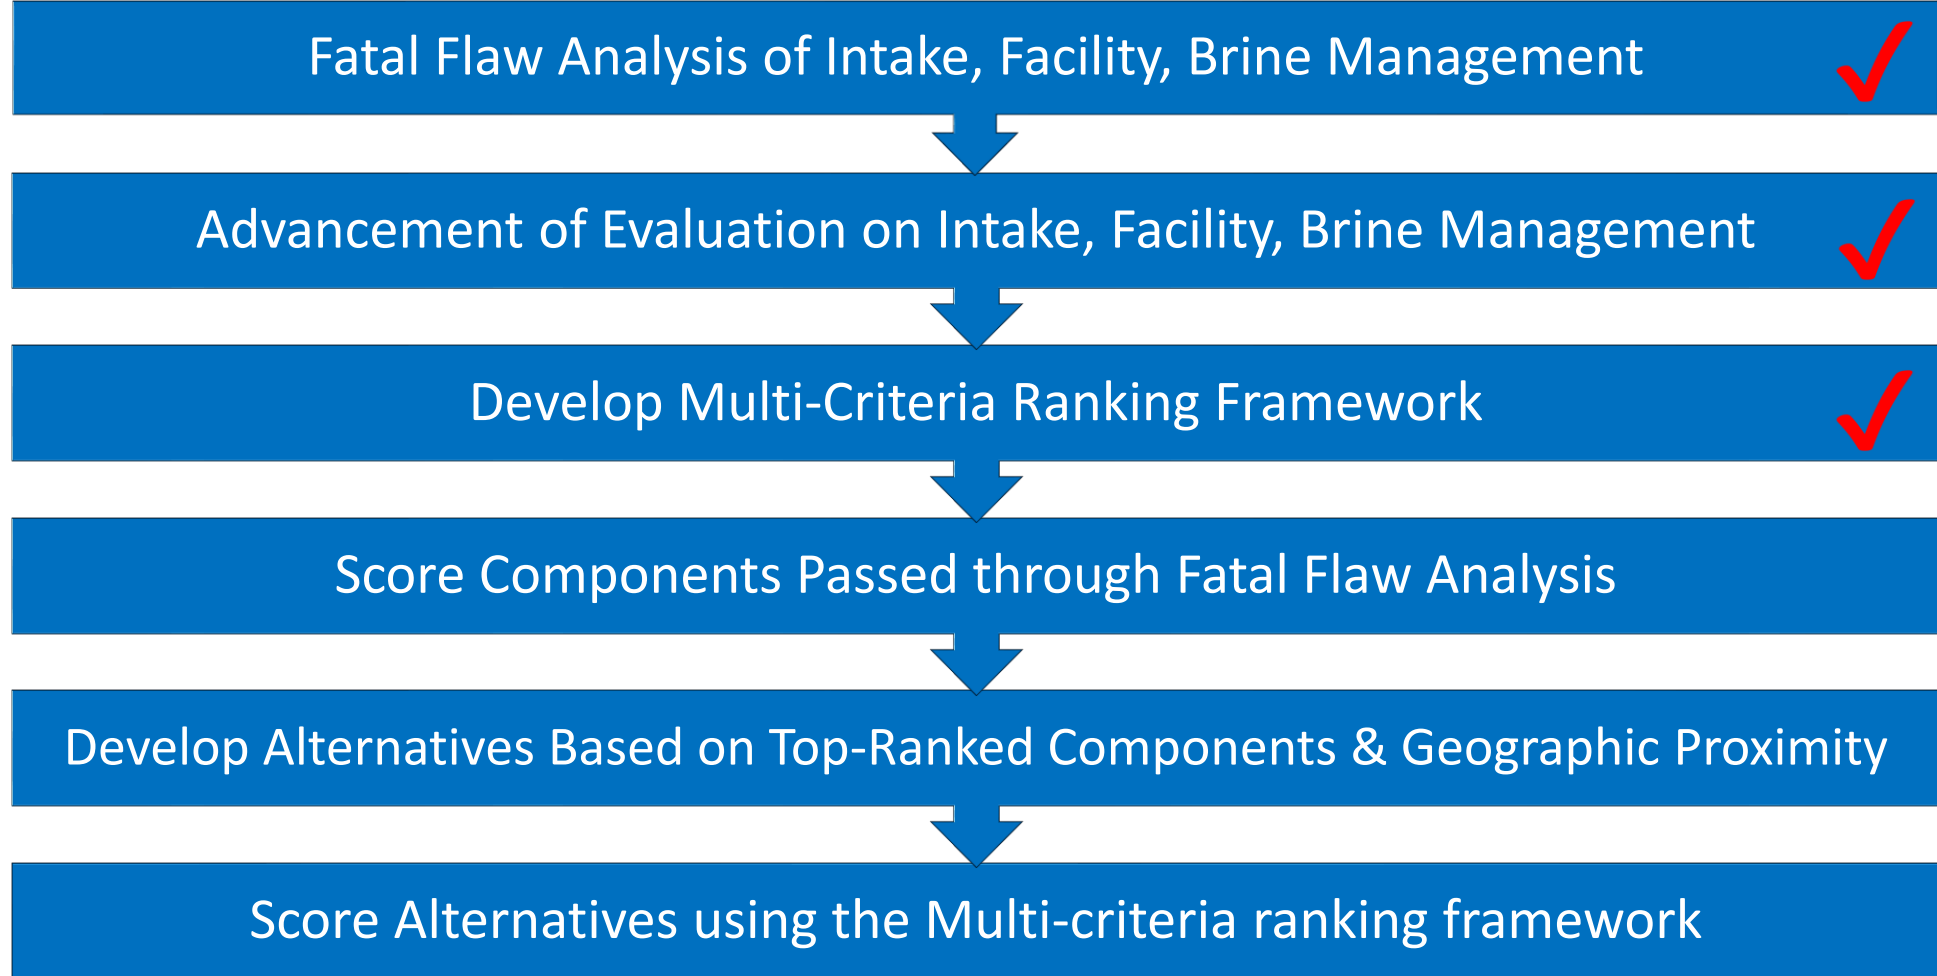 Fatal Flaw Analysis of Intake, Facility, Brine Management
Advancement of Evaluation on Intake, Facility, Brine Management
Develop Multi-Criteria Ranking Framework
Score Components Passed through Fatal Flaw Analysis
Develop Alternatives Based on Top-Ranked Components & Geographic Proximity
Score Alternatives using the Multi-criteria ranking framework